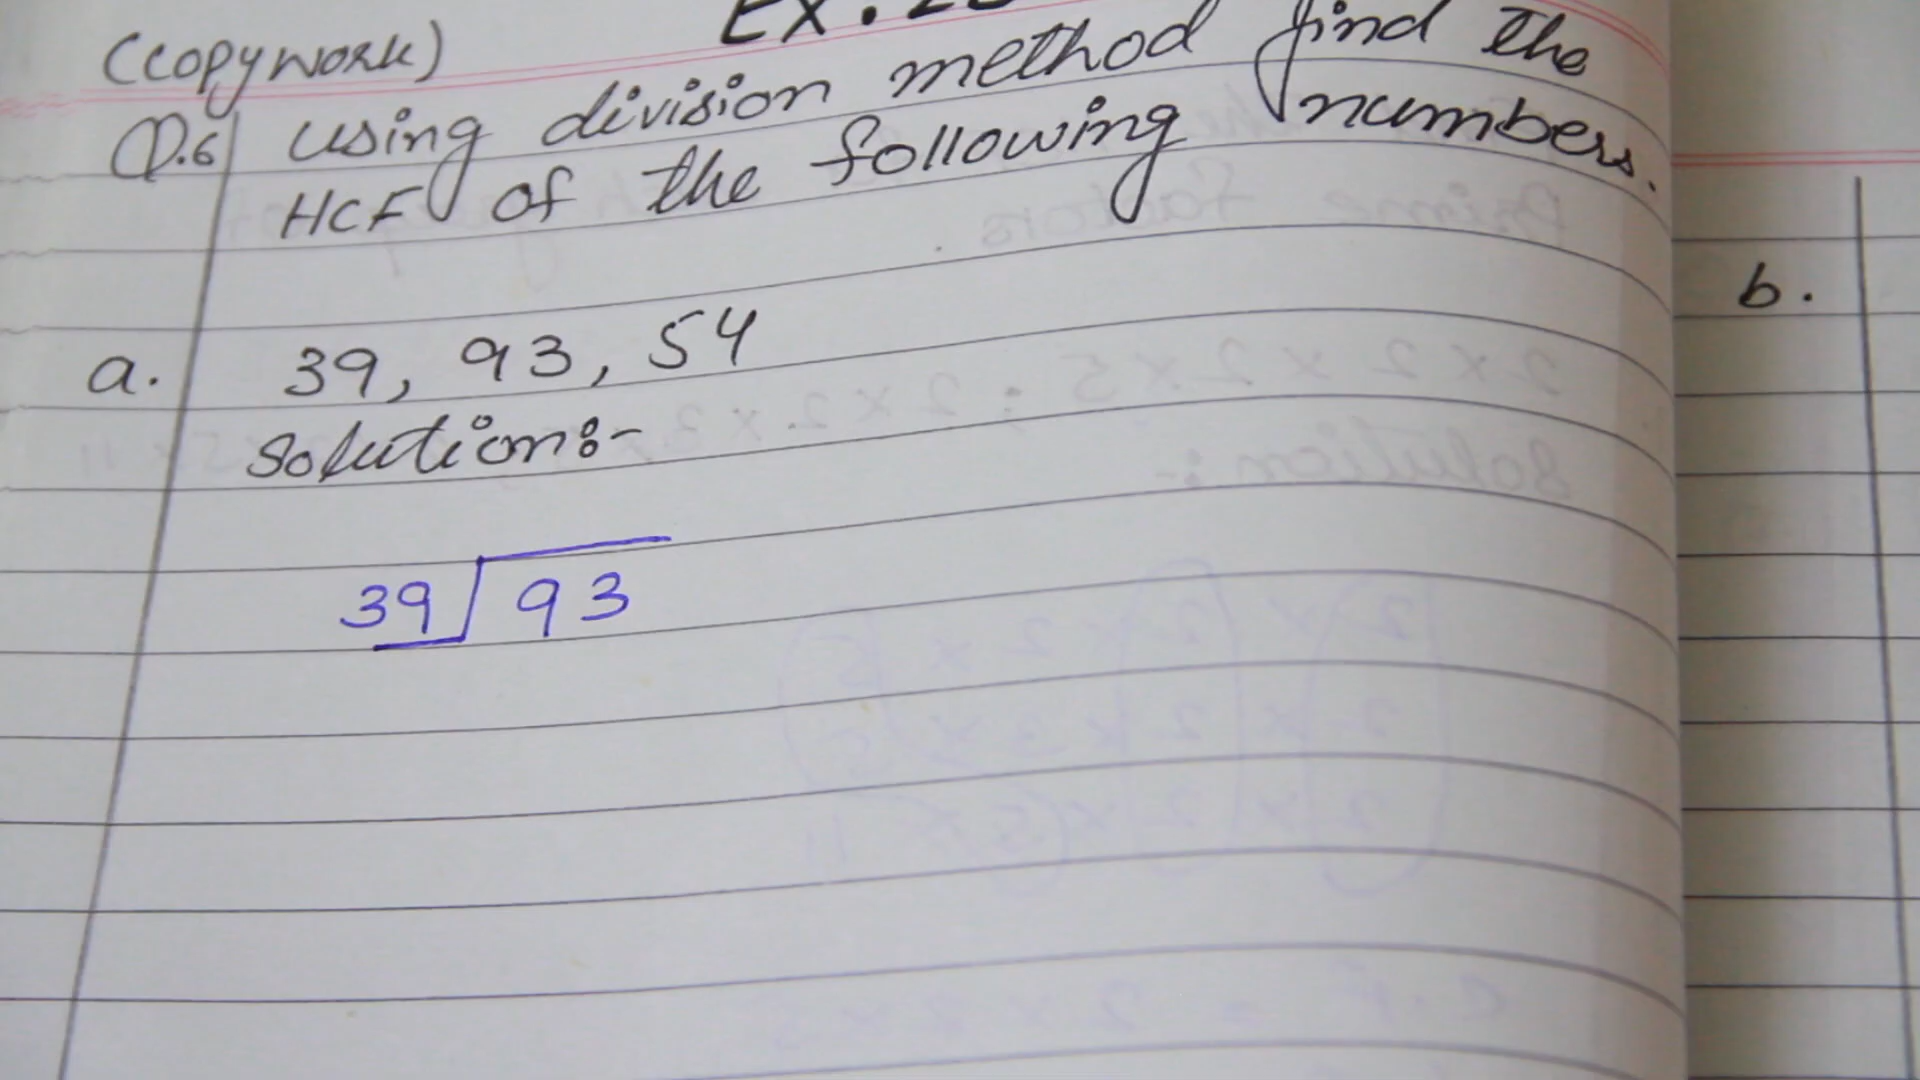 (copywork)
Q.6 using division method find the
HCF of the following numbers.
a. 39, 93, 54
Solution:-
39 93
b.